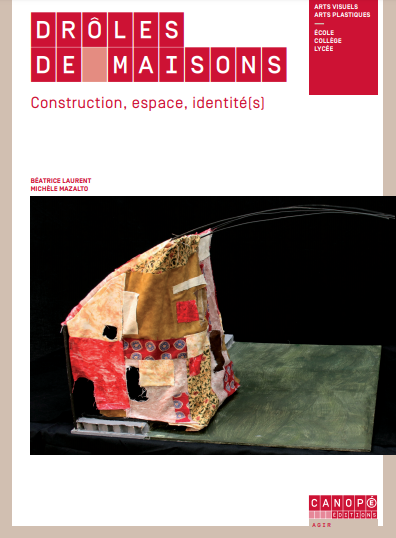 DRÔLES
DE MAISONS
Construction, espace, identité(s)
ARTS VISUELS
ARTS PLASTIQUES
ÉCOLE
COLLÈGE
LYCÉE
BÉATRICE LAURENT
MICHÈLE MAZALTO
CANOPÉ
ÉDITIONS
AGIR